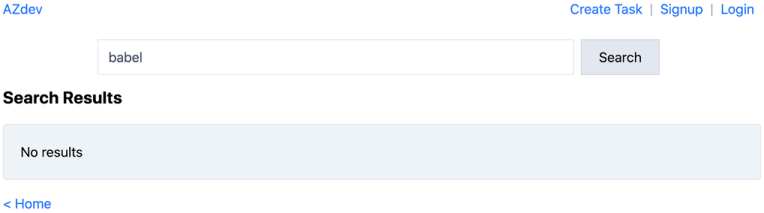 AZdev Create Task | Signup | Login
babel Search
Search Results
No results
< Home